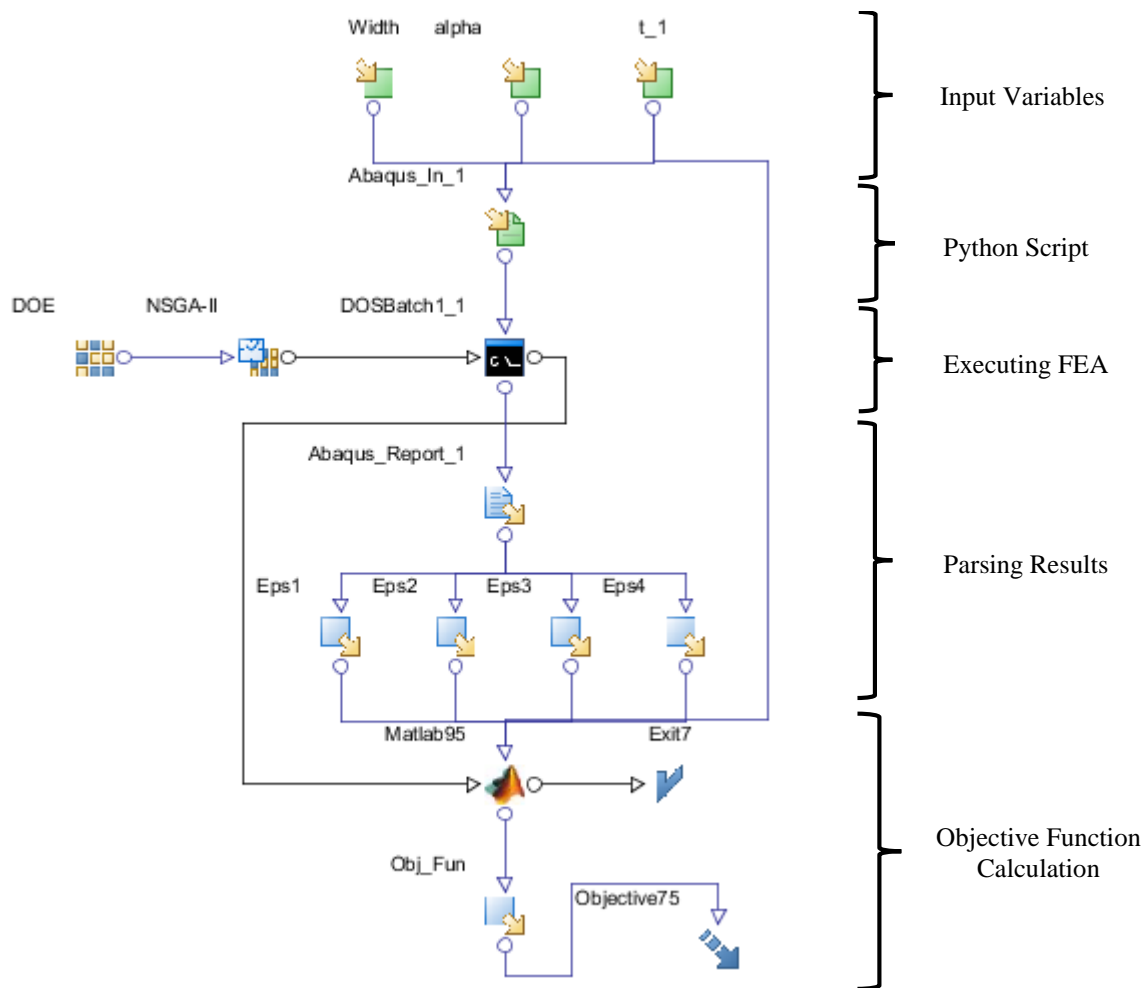 Width alpha t_1
Input Variables
Abaqus_In_1
Python Script
DOE NSGA-II DOSBatch1_1
C:\_
Executing FEA
Abaqus_Report_1
Parsing Results
Eps1 Eps2 Eps3 Eps4
Matlab95 Exit7
Objective Function
Calculation
Obj_Fun
Objective75